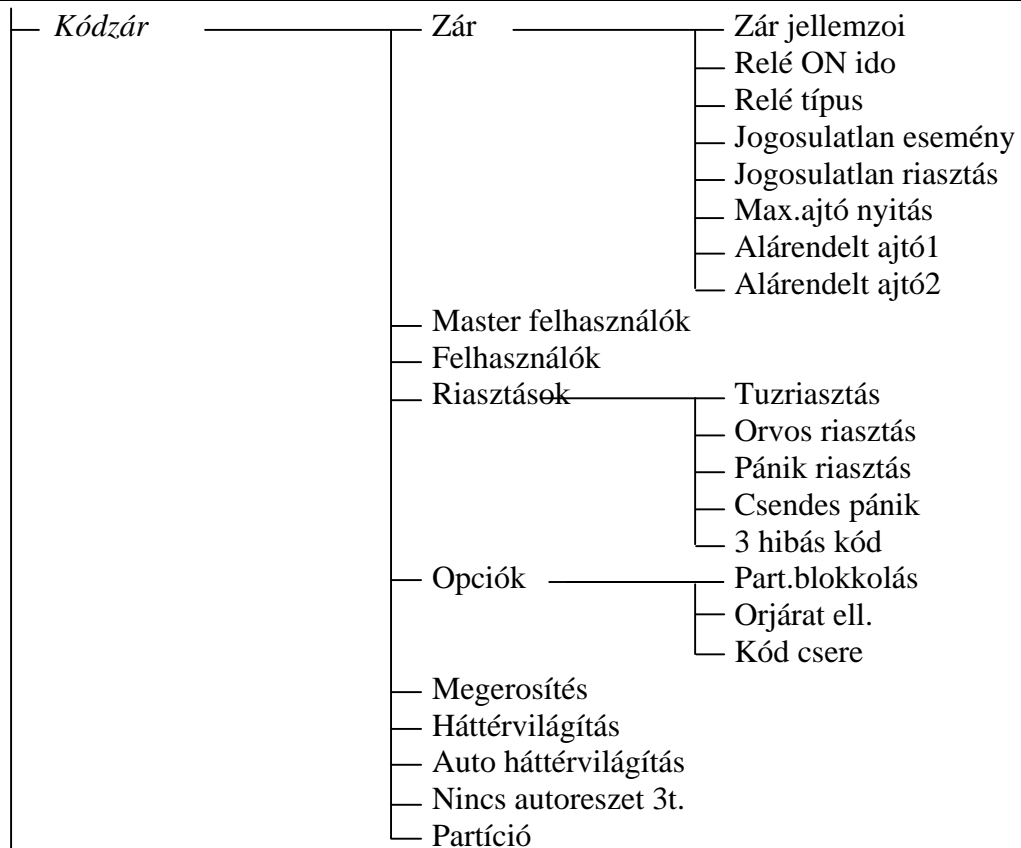 Kódzár Zár Zár jellemzoi
Relé ON ido
Relé típus
Jogosulatlan esemény
Jogosulatlan riasztás
Max.ajtó nyitás
Alárendelt ajtó1
Alárendelt ajtó2
Master felhasználók
Felhasználók
Riasztások Tuzriasztás
Orvos riasztás
Pánik riasztás
Csendes pánik
3 hibás kód
Opciók Part.blokkolás
Orjárat ell.
Kód csere
Megerosítés
Háttérvilágítás
Auto háttérvilágítás
Nincs autoreszet 3t.
Partíció